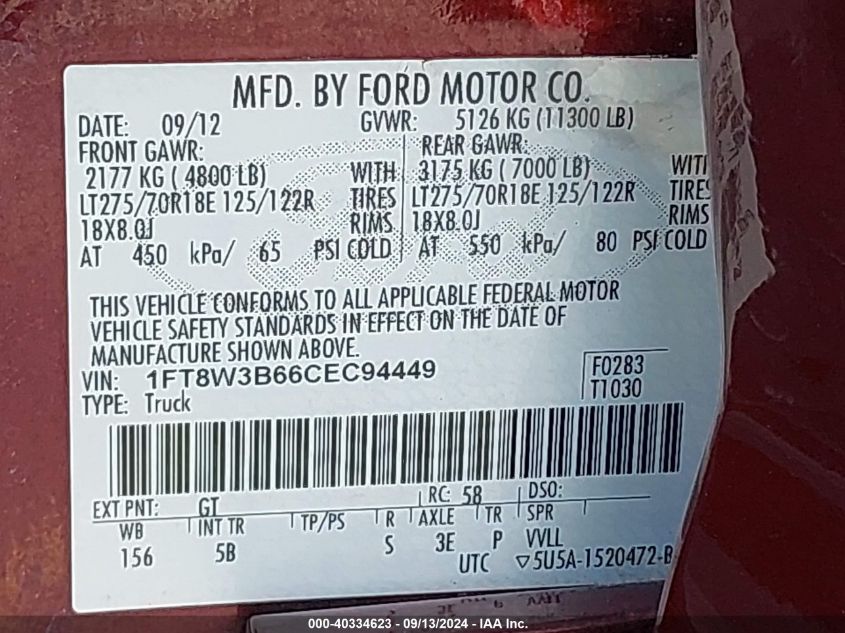 MFD. BY FORD MOTOR CO.
DATE: 09/12 GVWR: 5126 KG (11300 LB)
FRONT GAWR: REAR GAWR:
2177 KG ( 4800 LB) WITH 3175 KG ( 7000 LB) WITH
LT275/70R18E 125/122R TIRES LT275/70R18E 125/122R TIRES
18X8.0J RIMS 18X8.0J RIMS
AT 450 kPa/ 65 PSI COLD AT 550 kPa/ 80 PSI COLD
THIS VEHICLE CONFORMS TO ALL APPLICABLE FEDERAL MOTOR
VEHICLE SAFETY STANDARDS IN EFFECT ON THE DATE OF
MANUFACTURE SHOWN ABOVE.
VIN: 1FT8W3B66CEC94449 F0283
TYPE: Truck T1030
EXT PNT: GT RC: 58 DSO:
WB INT TR TP/PS R AXLE TR SPR
156 5B S 3E P VVLL
UTC ▽5U5A-1520472-B
000-40334623 - 09/13/2024 - IAA Inc.